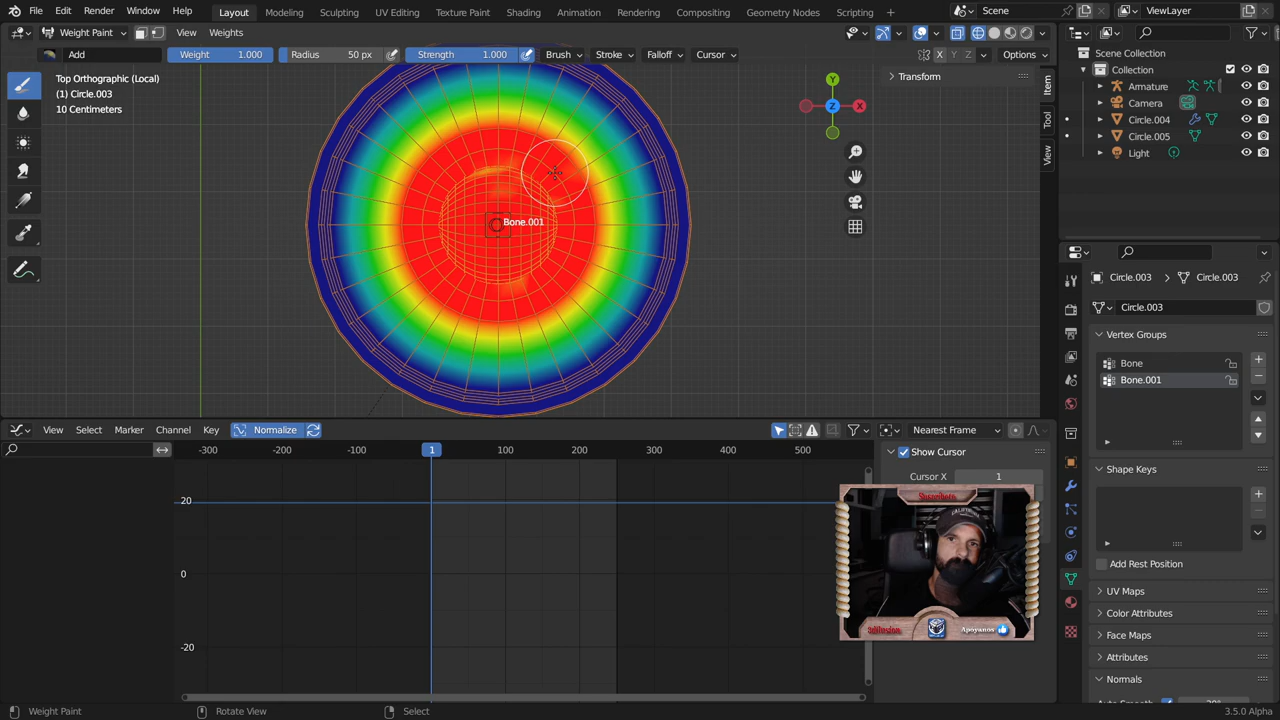 File Edit Render Window Help Layout Modeling Sculpting UV Editing Texture Paint Shading Animation Rendering Compositing Geometry Nodes Scripting Scene ViewLayer
Weight Paint View Weights
Add Weight 1.000 Radius 50 px Strength 1.000 Brush Stroke Falloff Cursor X Y Z Options
Top Orthographic (Local)
(1) Circle.003
10 Centimeters
Bone.001
Y
Z
X
Transform
Item
Tool
View
Scene Collection
Collection
Armature
Camera
Circle.004
Circle.005
Light
Circle.003 Circle.003
Circle.003
Vertex Groups
Bone
Bone.001
Shape Keys
Add Rest Position
UV Maps
Color Attributes
Face Maps
Attributes
Normals
View Select Marker Channel Key Normalize Nearest Frame
-300 -200 -100 1 100 200 300 400 500
20
0
-20
Show Cursor
Cursor X 1
CALIFORNIA
Apoyanos
Weight Paint Rotate View Select 3.5.0 Alpha